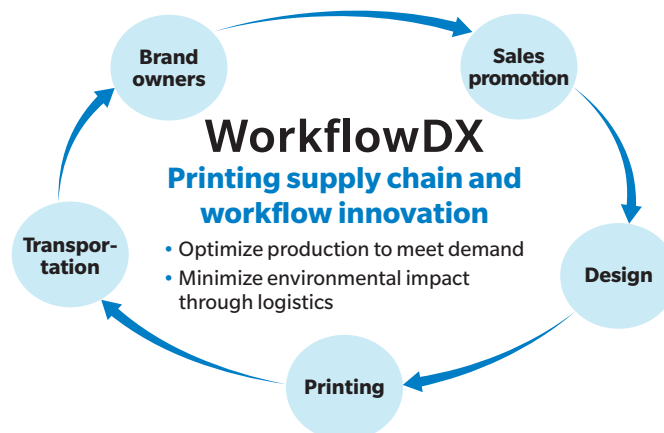 Brand
owners
Sales
promotion
WorkflowDX
Printing supply chain and
workflow innovation
• Optimize production to meet demand
• Minimize environmental impact
through logistics
Transpor-
tation
Design
Printing